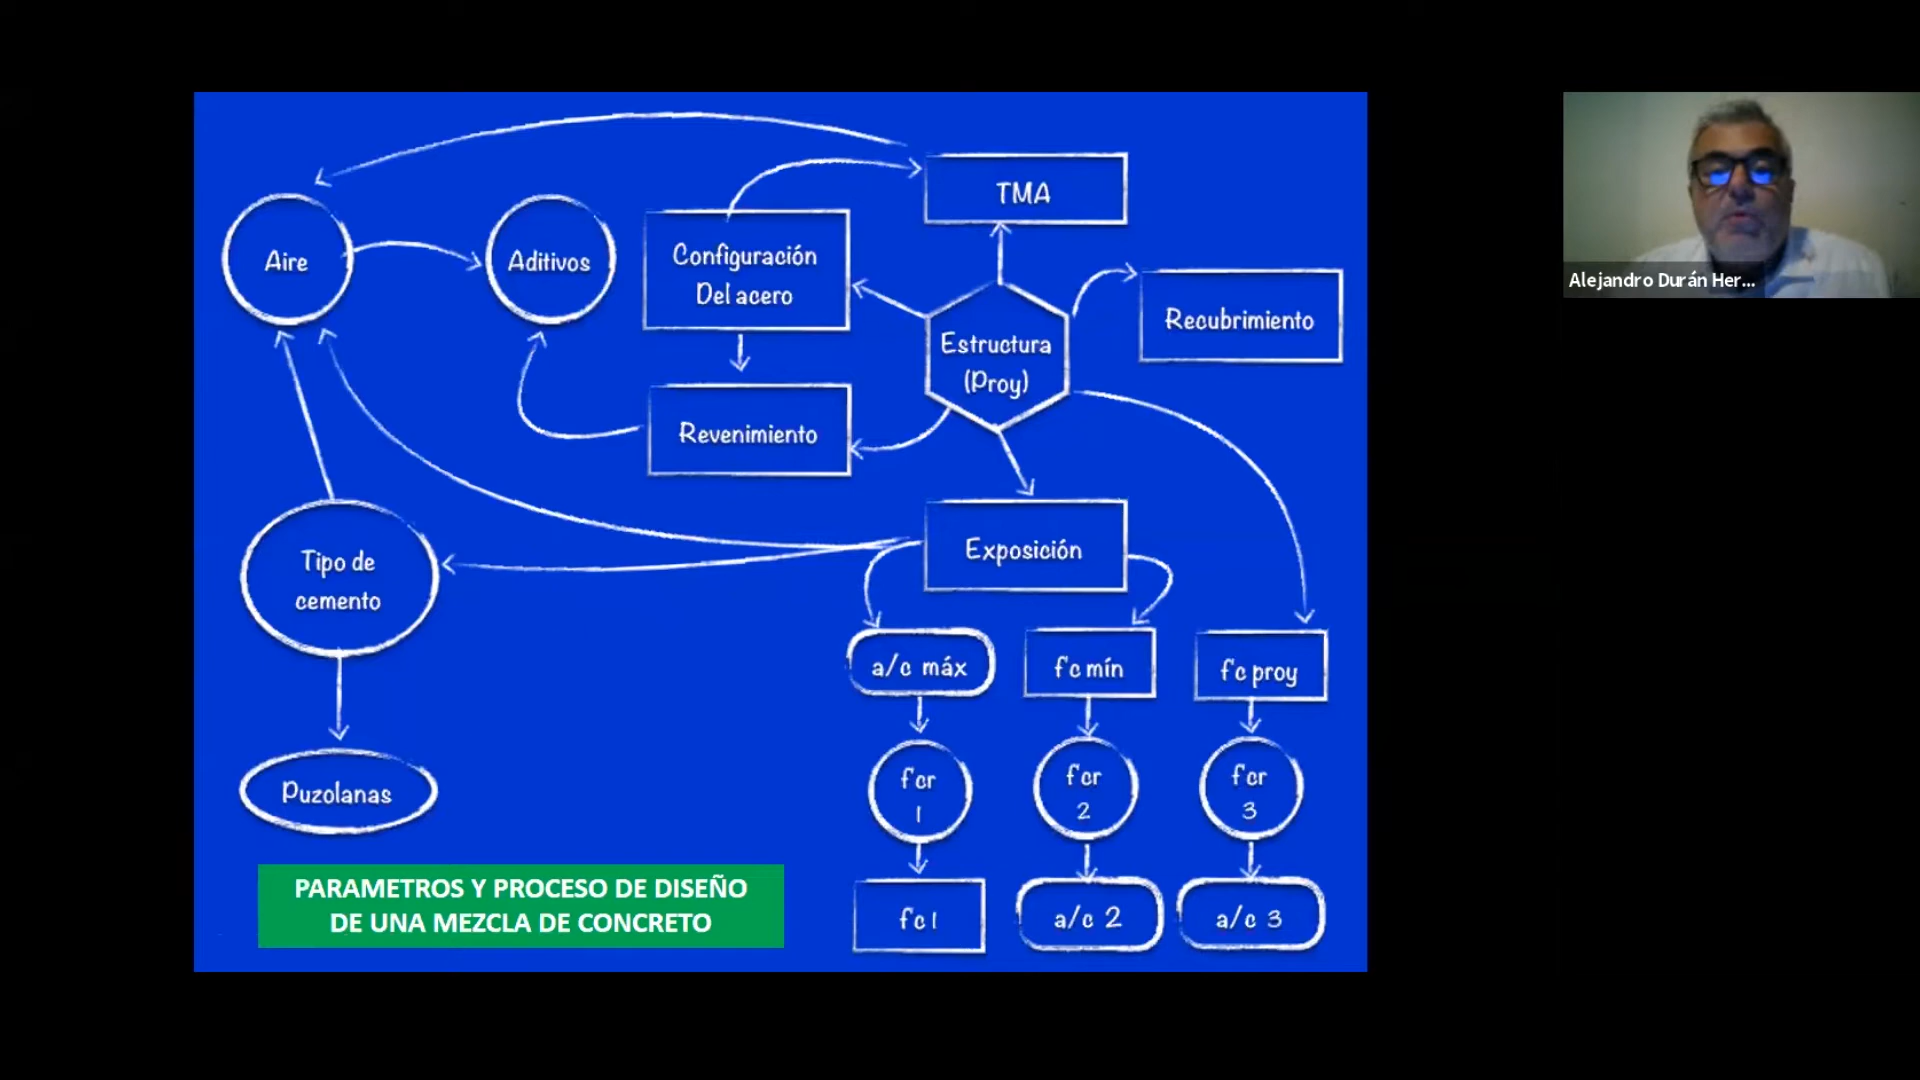 TMA
Aire
Aditivos
Configuración
Del acero
Recubrimiento
Estructura
(Proy)
Revenimiento
Exposición
Tipo de
cemento
a/c máx
f'c mín
f'c proy
Puzolanas
f'cr
1
f'cr
2
f'cr
3
f'c 1
a/c 2
a/c 3
PARAMETROS Y PROCESO DE DISEÑO
DE UNA MEZCLA DE CONCRETO
Alejandro Durán Her...